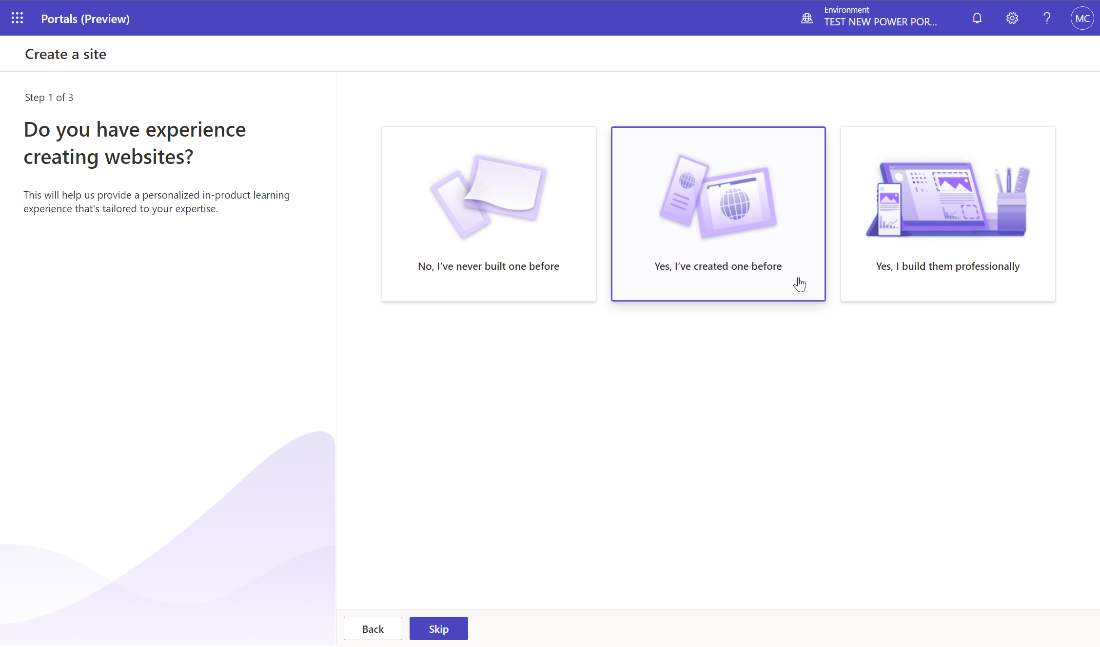 Portals (Preview)
Environment
TEST NEW POWER POR...
?
MC
Create a site
Step 1 of 3
Do you have experience
creating websites?
This will help us provide a personalized in-product learning
experience that's tailored to your expertise.
No, I've never built one before
Yes, I've created one before
Yes, I build them professionally
Back
Skip